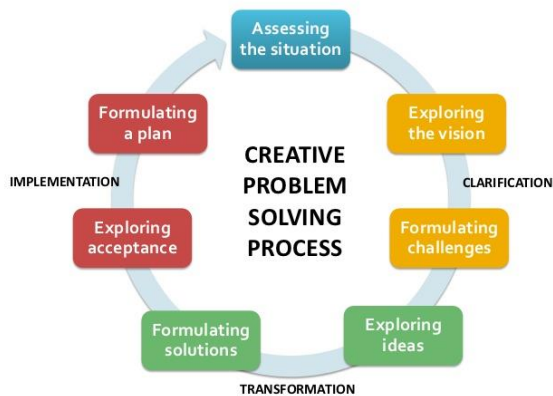 Assessing
the situation
Exploring
the vision
CLARIFICATION
Formulating
challenges
Exploring
ideas
TRANSFORMATION
Formulating
solutions
Exploring
acceptance
IMPLEMENTATION
Formulating
a plan
CREATIVE
PROBLEM
SOLVING
PROCESS